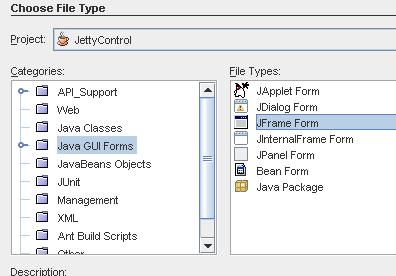 Choose File Type
Project: JettyControl
Categories:
API_Support
Web
Java Classes
Java GUI Forms
JavaBeans Objects
JUnit
Management
XML
Ant Build Scripts
Other
File Types:
JApplet Form
JDialog Form
JFrame Form
JInternalFrame Form
JPanel Form
Bean Form
Java Package
Description: